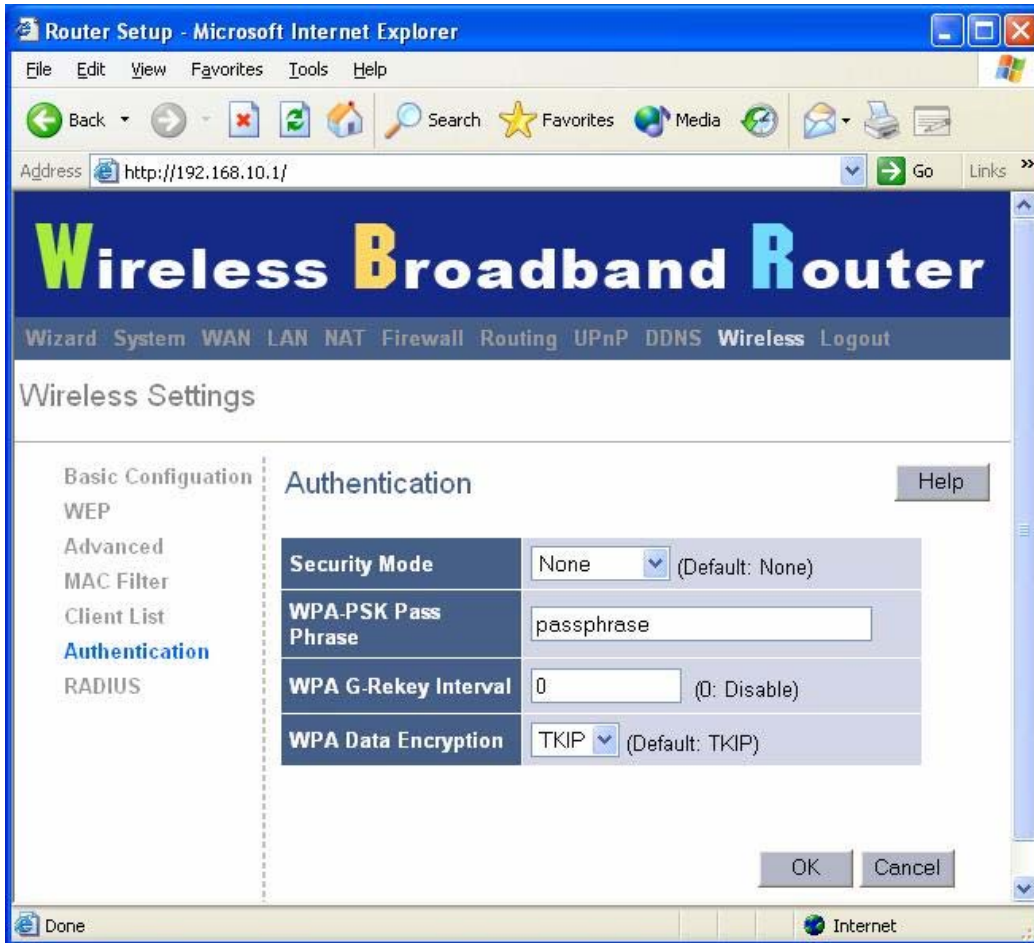 Router Setup - Microsoft Internet Explorer
File Edit View Favorites Tools Help
Back Search Favorites Media
Address http://192.168.10.1/ Go Links »
Wireless Broadband Router
Wizard System WAN LAN NAT Firewall Routing UPnP DDNS Wireless Logout
Wireless Settings
Basic Configuation
WEP
Advanced
MAC Filter
Client List
Authentication
RADIUS
Authentication Help
Security Mode None (Default: None)
WPA-PSK Pass
Phrase passphrase
WPA G-Rekey Interval 0 (0: Disable)
WPA Data Encryption TKIP (Default: TKIP)
OK Cancel
Done Internet